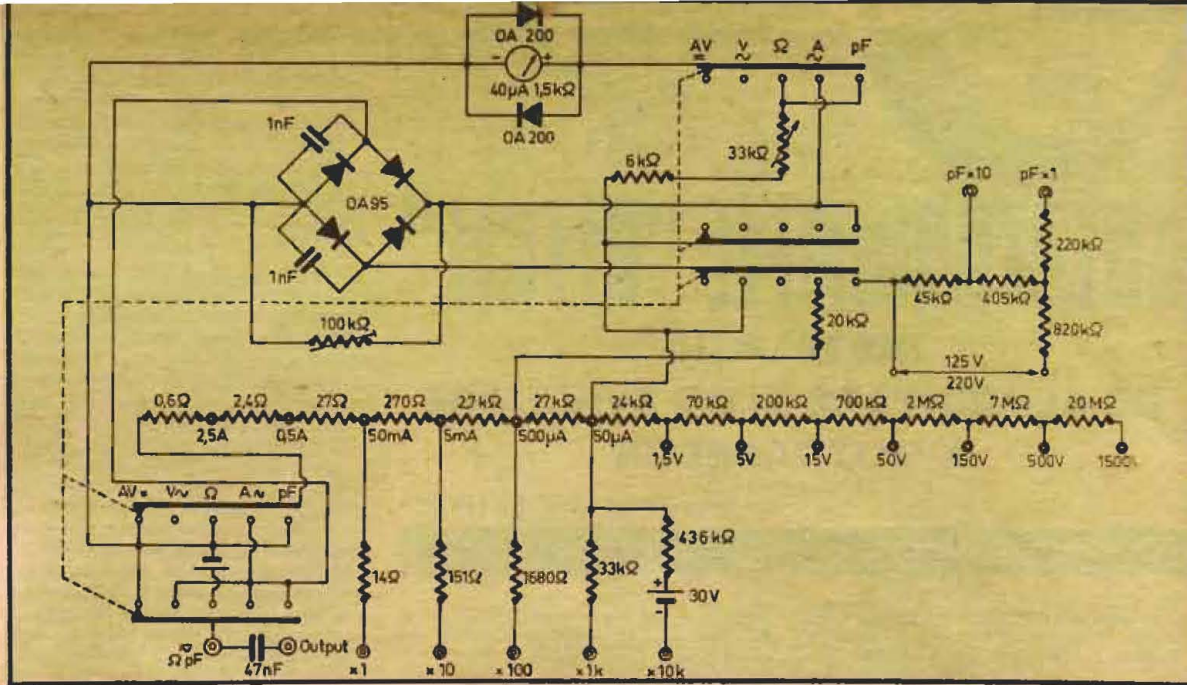 OA 200
- +
40µA 1,5kΩ
OA 200
AV = V ~ Ω A ~ pF
1nF
OA95
1nF
100kΩ
6kΩ
33kΩ
20kΩ
pF×10 pF×1
220kΩ
45kΩ 405kΩ
820kΩ
125V
220V
0,6Ω 2,4Ω 27Ω 270Ω 2,7kΩ 27kΩ 24kΩ 70kΩ 200kΩ 700kΩ 2MΩ 7MΩ 20MΩ
2,5A 0,5A 50mA 5mA 500µA 50µA 1,5V 5V 15V 50V 150V 500V
AV= V~ Ω A~ pF
14Ω 151Ω 1680Ω 33kΩ
436kΩ
+
30V
-
ΩpF
47nF
Output
×1 ×10 ×100 ×1k ×10k